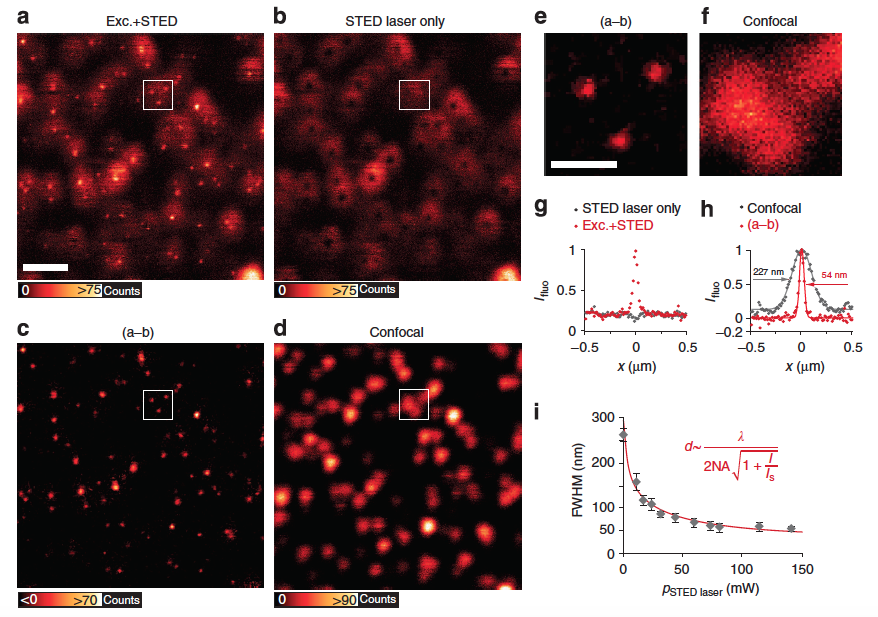 a Exc.+STED
0 >75 Counts
b STED laser only
0 >75 Counts
c (a–b)
<0 >70 Counts
d Confocal
0 >90 Counts
e (a–b)
f Confocal
g
• STED laser only
• Exc.+STED
1
0.5
0
I fluo
–0.5 0 0.5
x (μm)
h
• Confocal
• (a–b)
227 nm
54 nm
1
0.5
0
–0.2
I fluo
–0.5 0 0.5
x (μm)
i
300
200
100
50
0
FWHM (nm)
d~ λ / 2NA √ 1 + I / Is
0 50 100 150
pSTED laser (mW)